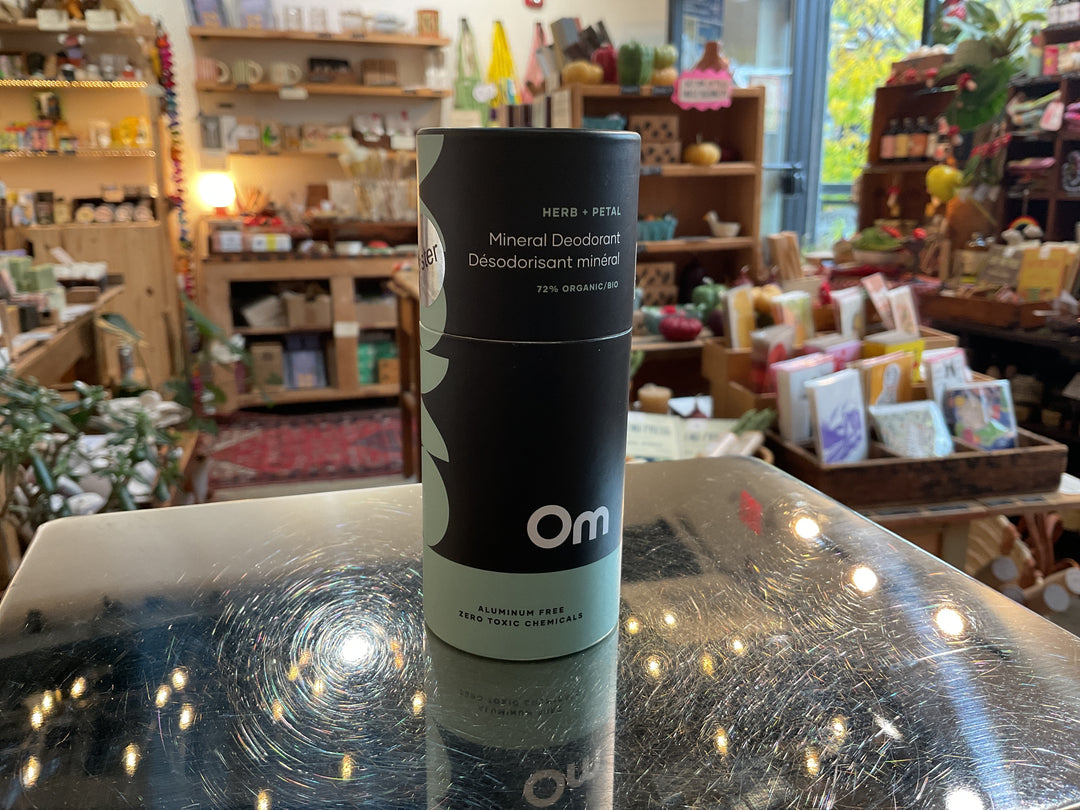 HERB + PETAL
Mineral Deodorant
Désodorisant minéral
72% ORGANIC/BIO
Om
ALUMINUM FREE
ZERO TOXIC CHEMICALS